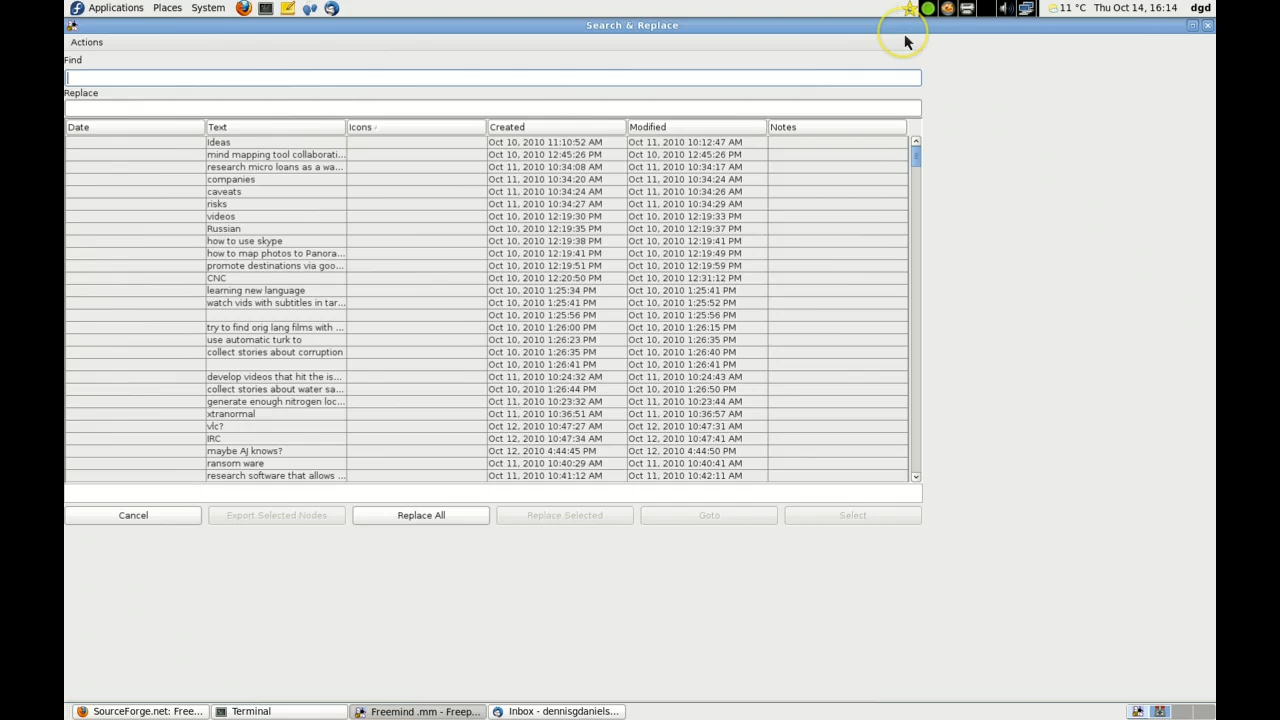 Applications Places System 11 °C Thu Oct 14, 16:14 dgd
Search & Replace
Actions
Find
Replace
Date Text Icons Created Modified Notes
Ideas Oct 10, 2010 11:10:52 AM Oct 11, 2010 10:12:47 AM
mind mapping tool collaborati... Oct 10, 2010 12:45:26 PM Oct 10, 2010 12:45:26 PM
research micro loans as a wa... Oct 11, 2010 10:34:08 AM Oct 11, 2010 10:34:17 AM
companies Oct 11, 2010 10:34:20 AM Oct 11, 2010 10:34:24 AM
caveats Oct 11, 2010 10:34:24 AM Oct 11, 2010 10:34:26 AM
risks Oct 11, 2010 10:34:27 AM Oct 11, 2010 10:34:29 AM
videos Oct 10, 2010 12:19:30 PM Oct 10, 2010 12:19:33 PM
Russian Oct 10, 2010 12:19:35 PM Oct 10, 2010 12:19:37 PM
how to use skype Oct 10, 2010 12:19:38 PM Oct 10, 2010 12:19:41 PM
how to map photos to Panora... Oct 10, 2010 12:19:41 PM Oct 10, 2010 12:19:49 PM
promote destinations via goo... Oct 10, 2010 12:19:51 PM Oct 10, 2010 12:19:59 PM
CNC Oct 10, 2010 12:20:50 PM Oct 10, 2010 12:31:12 PM
learning new language Oct 10, 2010 1:25:34 PM Oct 10, 2010 1:25:41 PM
watch vids with subtitles in tar... Oct 10, 2010 1:25:41 PM Oct 10, 2010 1:25:52 PM
Oct 10, 2010 1:25:56 PM Oct 10, 2010 1:25:56 PM
try to find orig lang films with ... Oct 10, 2010 1:26:00 PM Oct 10, 2010 1:26:15 PM
use automatic turk to Oct 10, 2010 1:26:23 PM Oct 10, 2010 1:26:35 PM
collect stories about corruption Oct 10, 2010 1:26:35 PM Oct 10, 2010 1:26:40 PM
Oct 10, 2010 1:26:41 PM Oct 10, 2010 1:26:41 PM
develop videos that hit the is... Oct 11, 2010 10:24:32 AM Oct 11, 2010 10:24:43 AM
collect stories about water sa... Oct 10, 2010 1:26:44 PM Oct 10, 2010 1:26:50 PM
generate enough nitrogen loc... Oct 11, 2010 10:23:32 AM Oct 11, 2010 10:23:44 AM
xtranormal Oct 11, 2010 10:36:51 AM Oct 11, 2010 10:36:57 AM
vlc? Oct 12, 2010 10:47:27 AM Oct 12, 2010 10:47:31 AM
IRC Oct 12, 2010 10:47:34 AM Oct 12, 2010 10:47:41 AM
maybe AJ knows? Oct 12, 2010 4:44:45 PM Oct 12, 2010 4:44:50 PM
ransom ware Oct 11, 2010 10:40:29 AM Oct 11, 2010 10:40:41 AM
research software that allows ... Oct 11, 2010 10:41:12 AM Oct 11, 2010 10:42:11 AM
Cancel Export Selected Nodes Replace All Replace Selected Goto Select
SourceForge.net: Free... Terminal Freemind .mm - Freep... Inbox - dennisgdaniels...